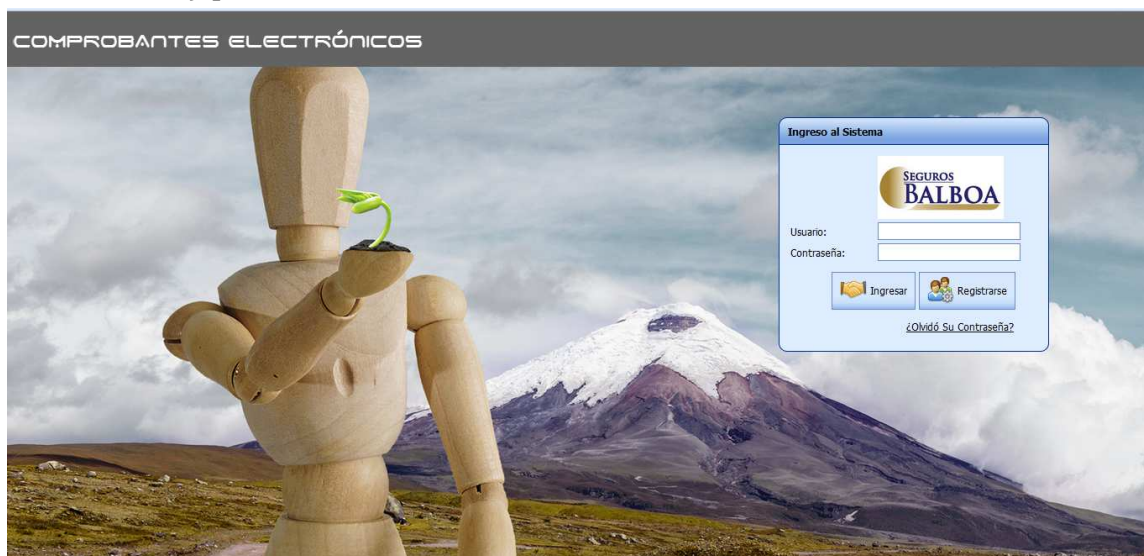 COMPROBANTES ELECTRÓNICOS
Ingreso al Sistema
SEGUROS
BALBOA
Usuario:
Contraseña:
Ingresar
Registrarse
¿Olvidó Su Contraseña?